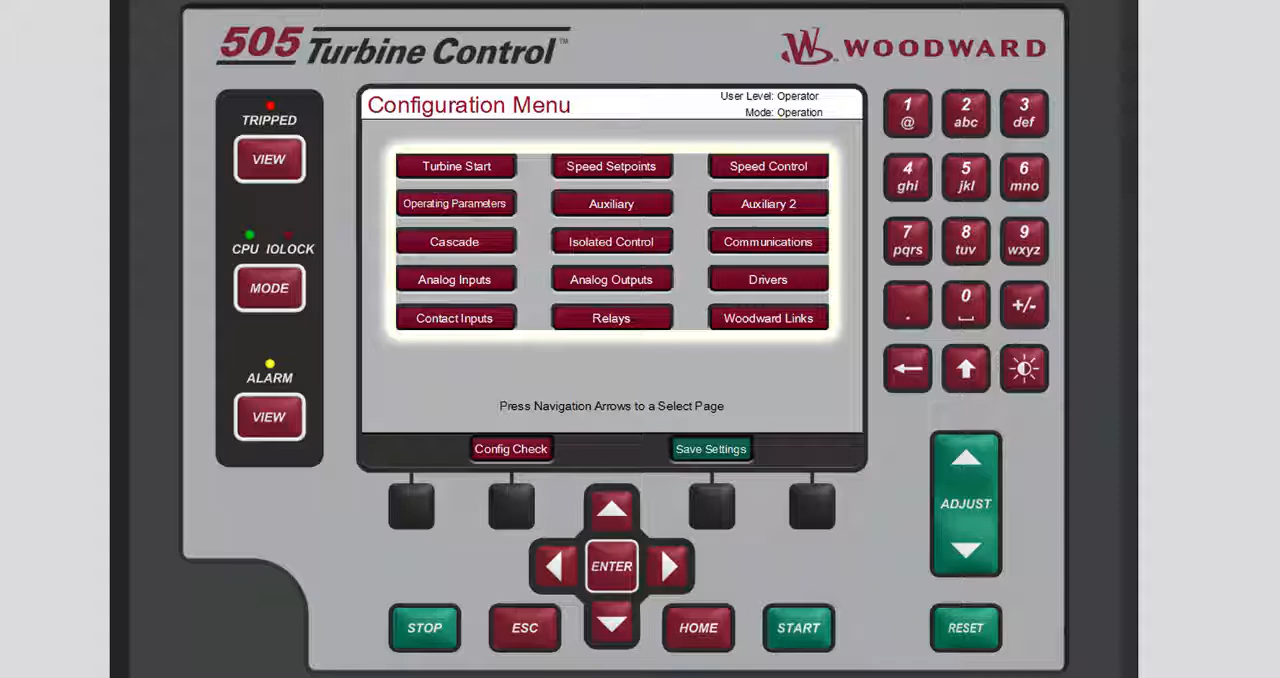 505 Turbine Control™
WOODWARD
TRIPPED
VIEW
CPU IOLOCK
MODE
ALARM
VIEW
Configuration Menu
User Level: Operator
Mode: Operation
Turbine Start
Speed Setpoints
Speed Control
Operating Parameters
Auxiliary
Auxiliary 2
Cascade
Isolated Control
Communications
Analog Inputs
Analog Outputs
Drivers
Contact Inputs
Relays
Woodward Links
Press Navigation Arrows to a Select Page
Config Check
Save Settings
1 @
2 abc
3 def
4 ghi
5 jkl
6 mno
7 pqrs
8 tuv
9 wxyz
.
0
+/-
ADJUST
ENTER
STOP
ESC
HOME
START
RESET